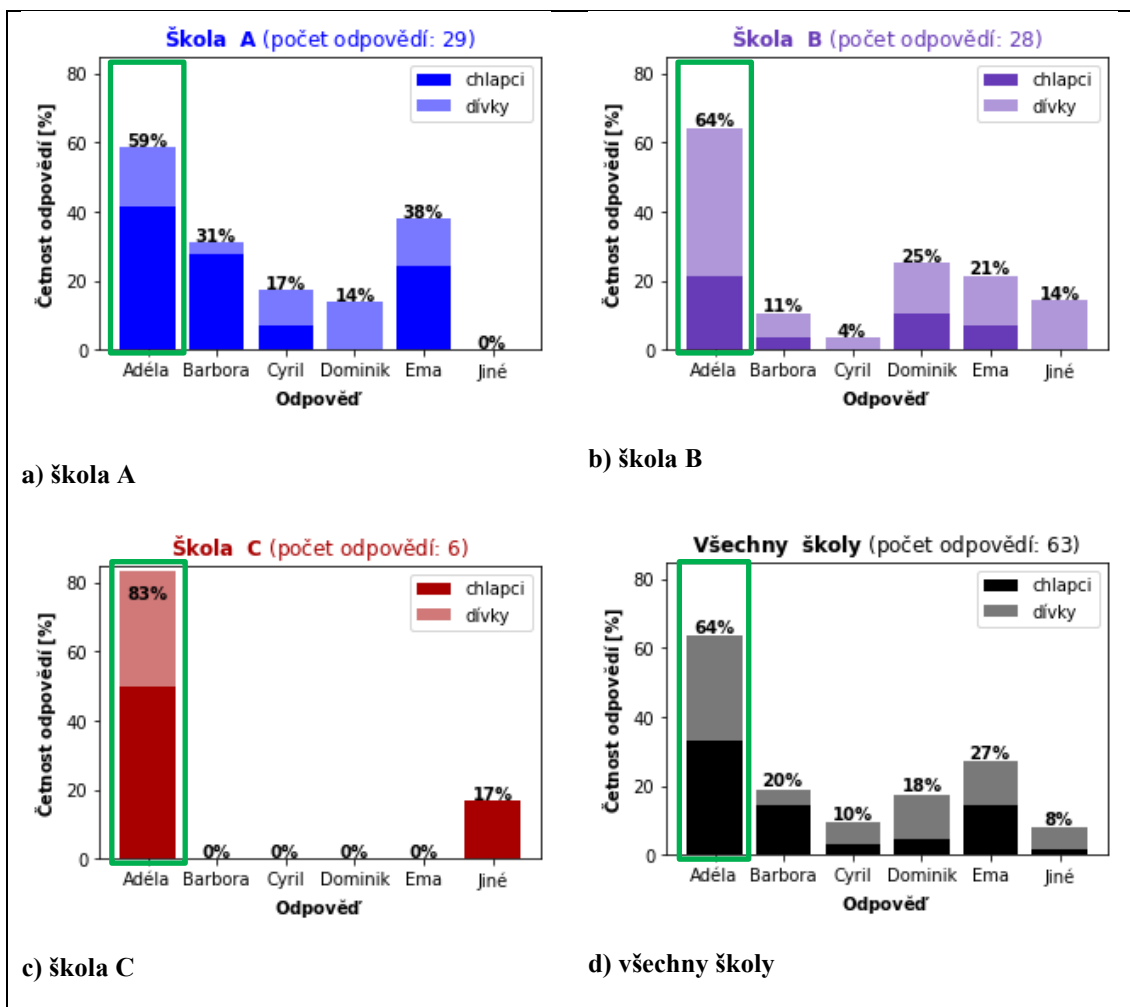 Škola A (počet odpovědí: 29)
Četnost odpovědí [%]
80
60
40
20
0
chlapci
dívky
59%
31%
17%
14%
38%
0%
Adéla Barbora Cyril Dominik Ema Jiné
Odpověď
a) škola A
Škola B (počet odpovědí: 28)
Četnost odpovědí [%]
80
60
40
20
0
chlapci
dívky
64%
11%
4%
25%
21%
14%
Adéla Barbora Cyril Dominik Ema Jiné
Odpověď
b) škola B
Škola C (počet odpovědí: 6)
Četnost odpovědí [%]
80
60
40
20
0
chlapci
dívky
83%
0%
0%
0%
0%
17%
Adéla Barbora Cyril Dominik Ema Jiné
Odpověď
c) škola C
Všechny školy (počet odpovědí: 63)
Četnost odpovědí [%]
80
60
40
20
0
chlapci
dívky
64%
20%
10%
18%
27%
8%
Adéla Barbora Cyril Dominik Ema Jiné
Odpověď
d) všechny školy